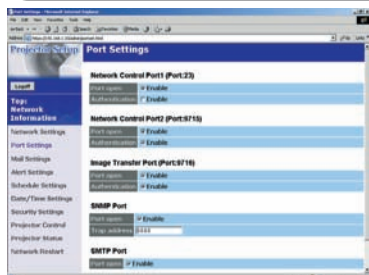 Projector Setup
Port Settings
Logoff
Top:
Network
Information
Network Settings
Port Settings
Mail Settings
Alert Settings
Schedule Settings
Date/Time Settings
Security Settings
Projector Control
Projector Status
Network Restart
Network Control Port1 (Port:23)
Port open Enable
Authentication Enable
Network Control Port2 (Port:9715)
Port open Enable
Authentication Enable
Image Transfer Port (Port:9716)
Port open Enable
Authentication Enable
SNMP Port
Port open Enable
Trap address
SMTP Port
Port open Enable